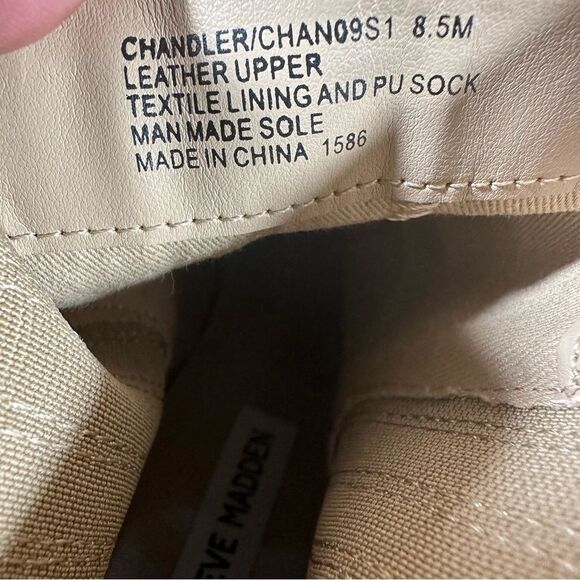 CHANDLER/CHAN09S1 8.5M
LEATHER UPPER
TEXTILE LINING AND PU SOCK
MAN MADE SOLE
MADE IN CHINA 1586
EVE MADDEN